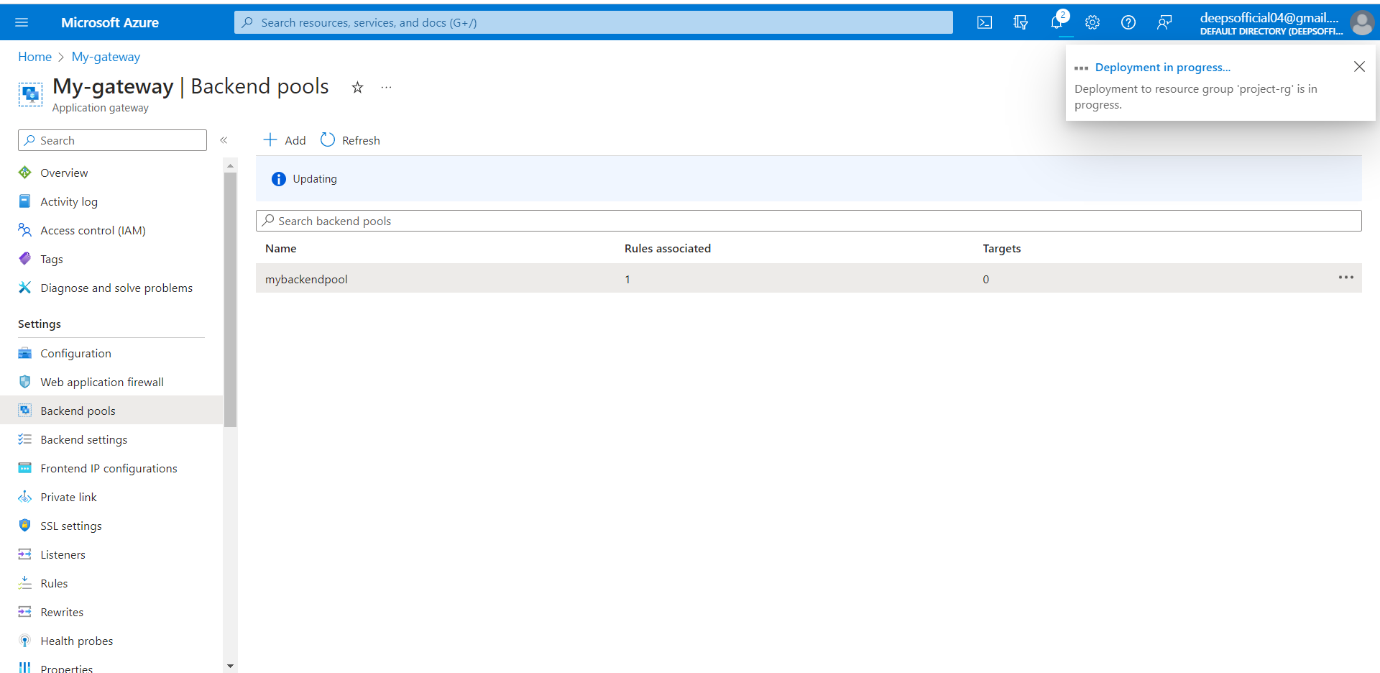 Microsoft Azure
Search resources, services, and docs (G+/)
2
deepsofficial04@gmail....
DEFAULT DIRECTORY (DEEPSOFFI...
Home > My-gateway
My-gateway | Backend pools
Application gateway
Deployment in progress...
Deployment to resource group 'project-rg' is in
progress.
Search
Overview
Activity log
Access control (IAM)
Tags
Diagnose and solve problems
Settings
Configuration
Web application firewall
Backend pools
Backend settings
Frontend IP configurations
Private link
SSL settings
Listeners
Rules
Rewrites
Health probes
Properties
Add Refresh
Updating
Search backend pools
Name Rules associated Targets
mybackendpool 1 0